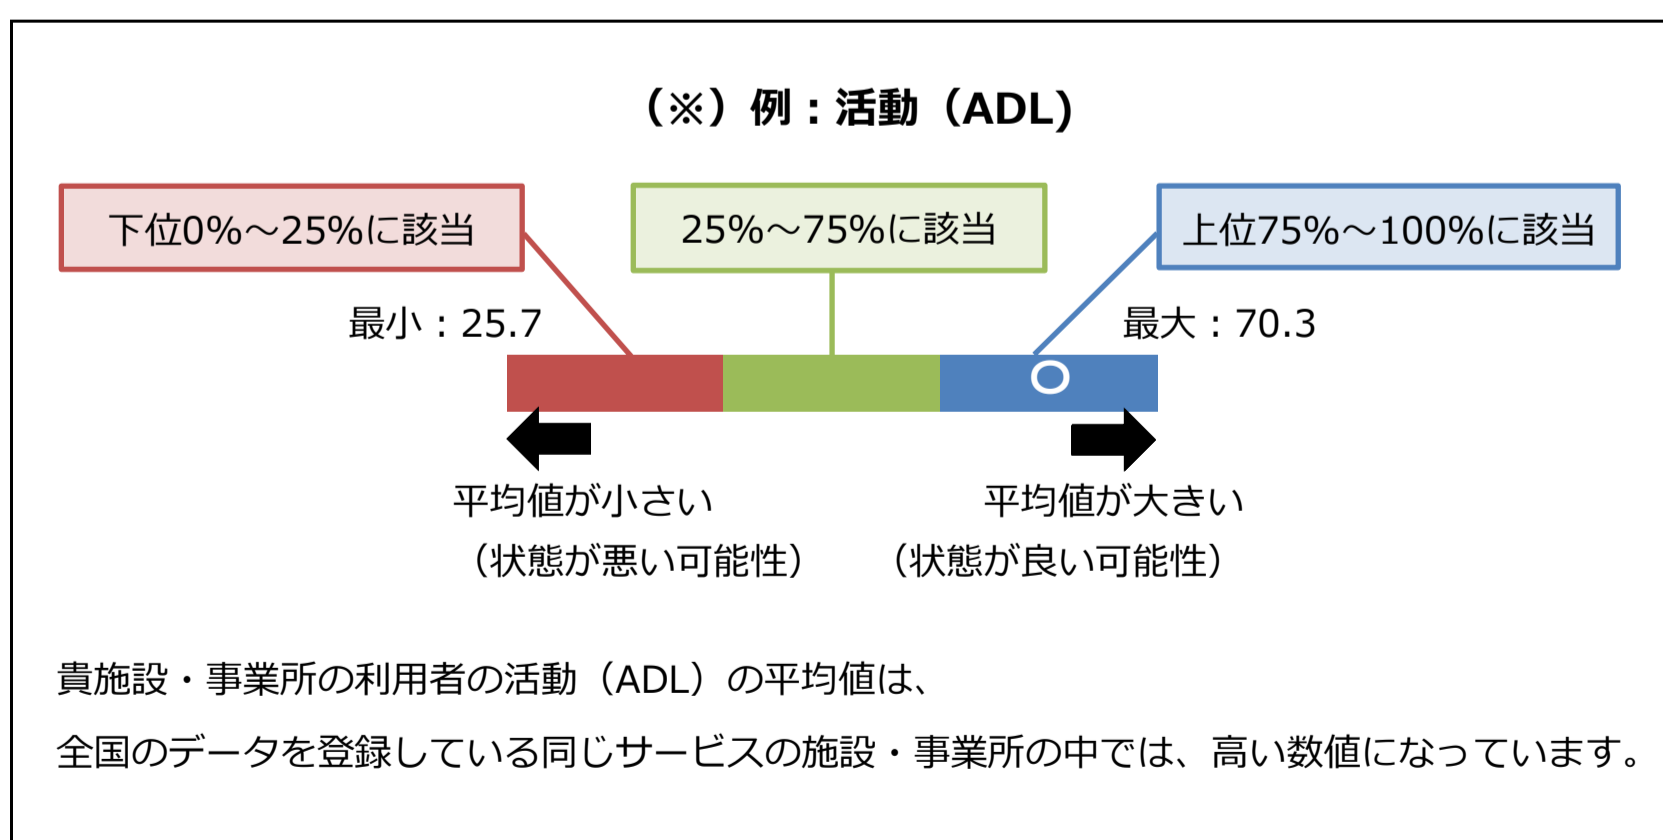 （※）例：活動（ADL)
下位0%～25%に該当
25%～75%に該当
上位75%～100%に該当
最小：25.7
最大：70.3
平均値が小さい
（状態が悪い可能性）
平均値が大きい
（状態が良い可能性）
貴施設・事業所の利用者の活動（ADL）の平均値は、
全国のデータを登録している同じサービスの施設・事業所の中では、高い数値になっています。